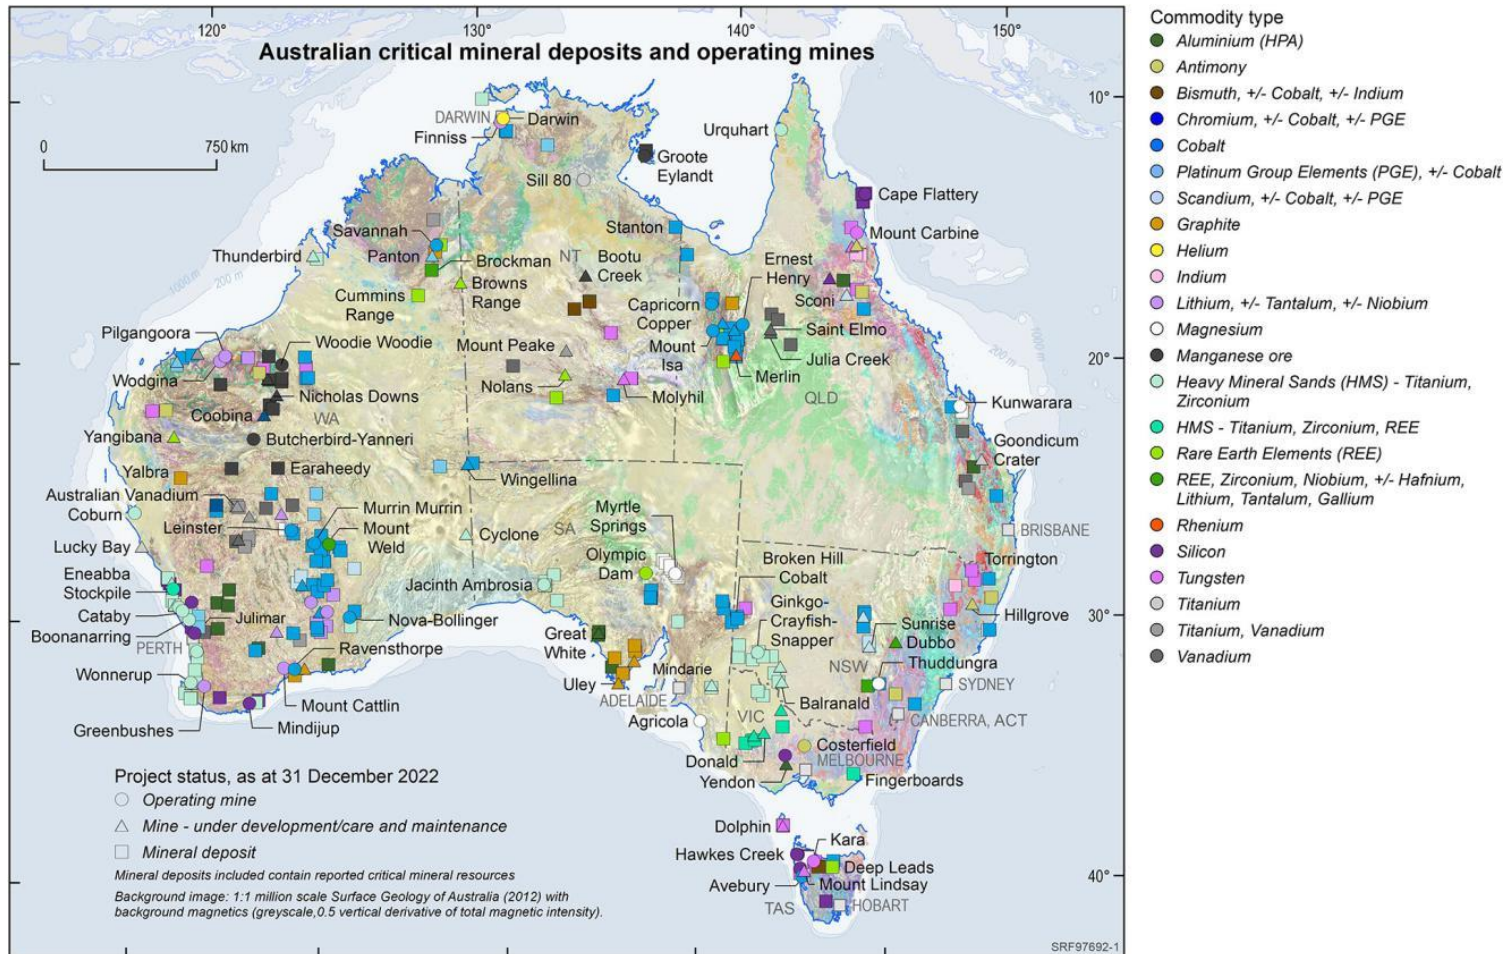 120°
130°
140°
150°
Australian critical mineral deposits and operating mines
10°
20°
30°
40°
0
750 km
1000 m
200 m
200 m
1000 m
DARWIN
Darwin
Finniss
Urquhart
Groote
Eylandt
Sill 80
Cape Flattery
Savannah
Stanton
Mount Carbine
Thunderbird
Panton
Brockman
NT
Bootu
Creek
Ernest
Henry
Browns
Range
Cummins
Range
Capricorn
Copper
Sconi
Pilgangoora
Woodie Woodie
Mount Peake
Mount
Isa
Saint Elmo
Julia Creek
Wodgina
Nolans
Merlin
Nicholas Downs
Molyhil
QLD
Kunwarara
Coobina
WA
Yangibana
Butcherbird-Yanneri
Goondicum
Crater
Yalbra
Earaheedy
Wingellina
Australian Vanadium
Coburn
Murrin Murrin
Myrtle
Springs
Leinster
Mount
Weld
Cyclone
SA
BRISBANE
Lucky Bay
Olympic
Dam
Broken Hill
Cobalt
Torrington
Eneabba
Stockpile
Jacinth Ambrosia
Cataby
Julimar
Ginkgo-
Crayfish-
Snapper
Hillgrove
Boonanarring
Nova-Bollinger
Sunrise
PERTH
Great
White
Dubbo
Ravensthorpe
Mindarie
NSW
Thuddungra
Wonnerup
Uley
SYDNEY
ADELAIDE
Balranald
Mount Cattlin
Agricola
VIC
CANBERRA, ACT
Greenbushes
Mindijup
Costerfield
MELBOURNE
Donald
Yendon
Fingerboards
Dolphin
Kara
Hawkes Creek
Deep Leads
Avebury
Mount Lindsay
TAS
HOBART
Project status, as at 31 December 2022
Operating mine
Mine - under development/care and maintenance
Mineral deposit
Mineral deposits included contain reported critical mineral resources
Background image: 1:1 million scale Surface Geology of Australia (2012) with
background magnetics (greyscale,0.5 vertical derivative of total magnetic intensity).
SRF97692-1
Commodity type
Aluminium (HPA)
Antimony
Bismuth, +/- Cobalt, +/- Indium
Chromium, +/- Cobalt, +/- PGE
Cobalt
Platinum Group Elements (PGE), +/- Cobalt
Scandium, +/- Cobalt, +/- PGE
Graphite
Helium
Indium
Lithium, +/- Tantalum, +/- Niobium
Magnesium
Manganese ore
Heavy Mineral Sands (HMS) - Titanium,
Zirconium
HMS - Titanium, Zirconium, REE
Rare Earth Elements (REE)
REE, Zirconium, Niobium, +/- Hafnium,
Lithium, Tantalum, Gallium
Rhenium
Silicon
Tungsten
Titanium
Titanium, Vanadium
Vanadium